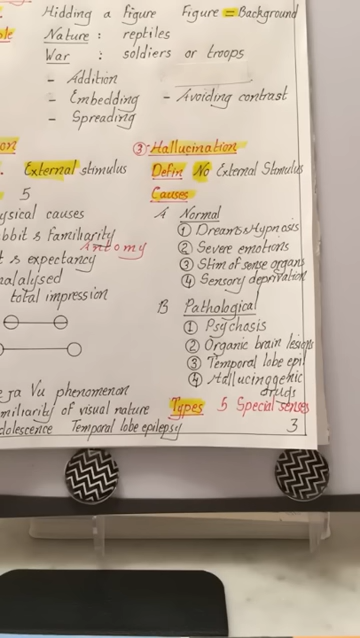 Hidding a figure Figure = Background
Nature : reptiles
War : soldiers or troops
- Addition
- Embedding - Avoiding contrast
- Spreading
③ Hallucination
External stimulus
Defin No External Stimulus
5
Causes
ysical causes
A Normal
bbit & familiarity
① Dreams & Hypnosis
Antomy
② Severe emotions
t & expectancy
③ Stim of sense organs
nalalysed
④ Sensory deprivation
total impression
B Pathological
① Psychosis
② Organic brain lesions
③ Temporal lobe epil
④ Hallucinogenic
drugs
e ja Vu phenomenon
miliarity of visual nature
Types 5 Special senses
dolescence Temporal lobe epilepsy
3